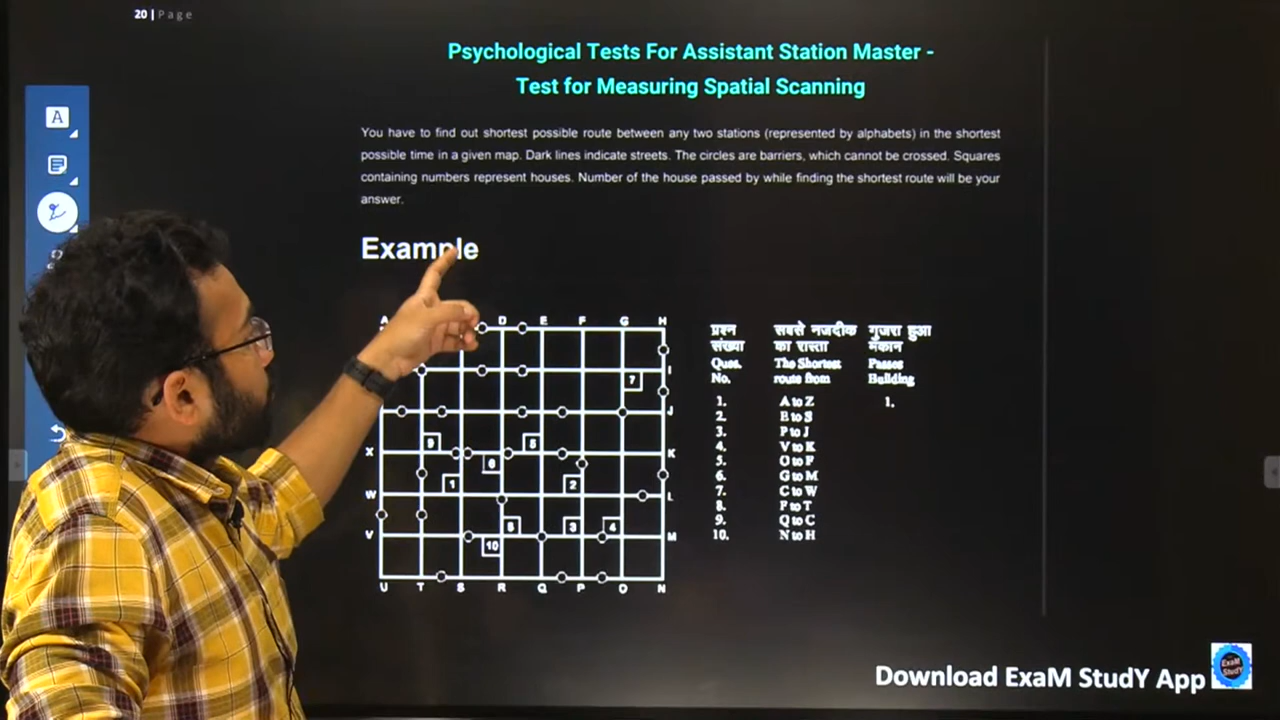 20 | Page
Psychological Tests For Assistant Station Master -
Test for Measuring Spatial Scanning
You have to find out shortest possible route between any two stations (represented by alphabets) in the shortest
possible time in a given map. Dark lines indicate streets. The circles are barriers, which cannot be crossed. Squares
containing numbers represent houses. Number of the house passed by while finding the shortest route will be your
answer.
Example
A D E F G H
I
7
J
9 5
X K
6
1 2
W L
8 3 4
V M
10
U T S R Q P O N
प्रश्न सबसे नजदीक गुजरा हुआ
संख्या का रास्ता मकान
Ques. The Shortest Passes
No. route from Building
1. A to Z 1.
2. E to S
3. P to J
4. V to K
5. O to F
6. G to M
7. C to W
8. F to T
9. Q to C
10. N to H
A
Download ExaM StudY App
ExaM
StudY